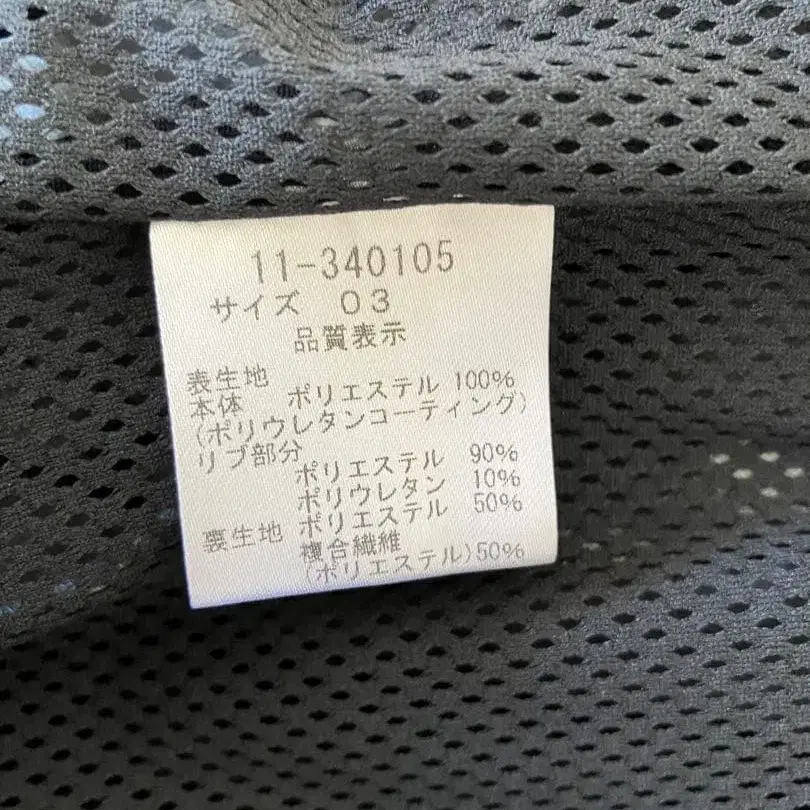 11-340105
サイズ 03
品質表示
表生地
本体 ポリエステル 100%
(ポリウレタンコーティング)
リブ部分
ポリエステル 90%
ポリウレタン 10%
裏生地 ポリエステル 50%
複合繊維
(ポリエステル)50%